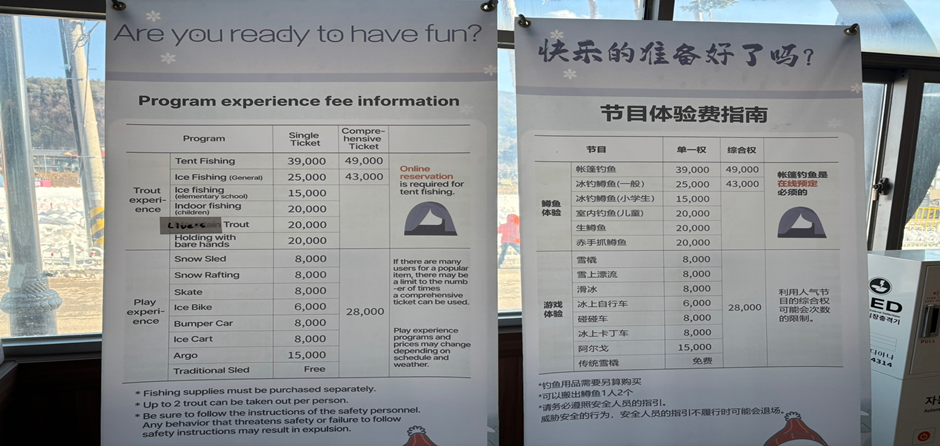 Are you ready to have fun?
Program experience fee information
Program Single Ticket Compre-hensive Ticket
Trout experi-ence
Tent Fishing 39,000 49,000
Ice Fishing (General) 25,000 43,000
Ice fishing (elementary school) 15,000
Indoor fishing (children) 20,000
Trout 20,000
Holding with bare hands 20,000
Online reservation
is required for
tent fishing.
Play experi-ence
Snow Sled 8,000
Snow Rafting 8,000
Skate 8,000
Ice Bike 6,000
Bumper Car 8,000
Ice Cart 8,000
Argo 15,000
Traditional Sled Free
28,000
If there are many
users for a popular
item, there may be
a limit to the numb
-er of times
a comprehensive
ticket can be used.
Play experience
programs and
prices may change
depending on
schedule and
weather.
* Fishing supplies must be purchased separately.
* Up to 2 trout can be taken out per person.
* Be sure to follow the instructions of the safety personnel.
Any behavior that threatens safety or failure to follow
safety instructions may result in expulsion.
快乐的准备好了吗？
节目体验费指南
节目 单一权 综合权
鳟鱼体验
帐篷钓鱼 39,000 49,000
冰钓鳟鱼(一般) 25,000 43,000
冰钓鳟鱼(小学生) 15,000
室内钓鱼(儿童) 20,000
生鳟鱼 20,000
赤手抓鳟鱼 20,000
帐篷钓鱼是
在线预定
必须的
游戏体验
雪橇 8,000
雪上漂流 8,000
滑冰 8,000
冰上自行车 6,000
碰碰车 8,000
冰上卡丁车 8,000
阿尔戈 15,000
传统雪橇 免费
28,000
利用人气节
目的综合权
可能会次数
的限制。
*钓鱼用品需要另算购买
*可以搬出鳟鱼1人2个
*请务必遵照安全人员的指引。
威胁安全的行为，安全人员的指引不履行时可能会退场。
ED
PULL
4314